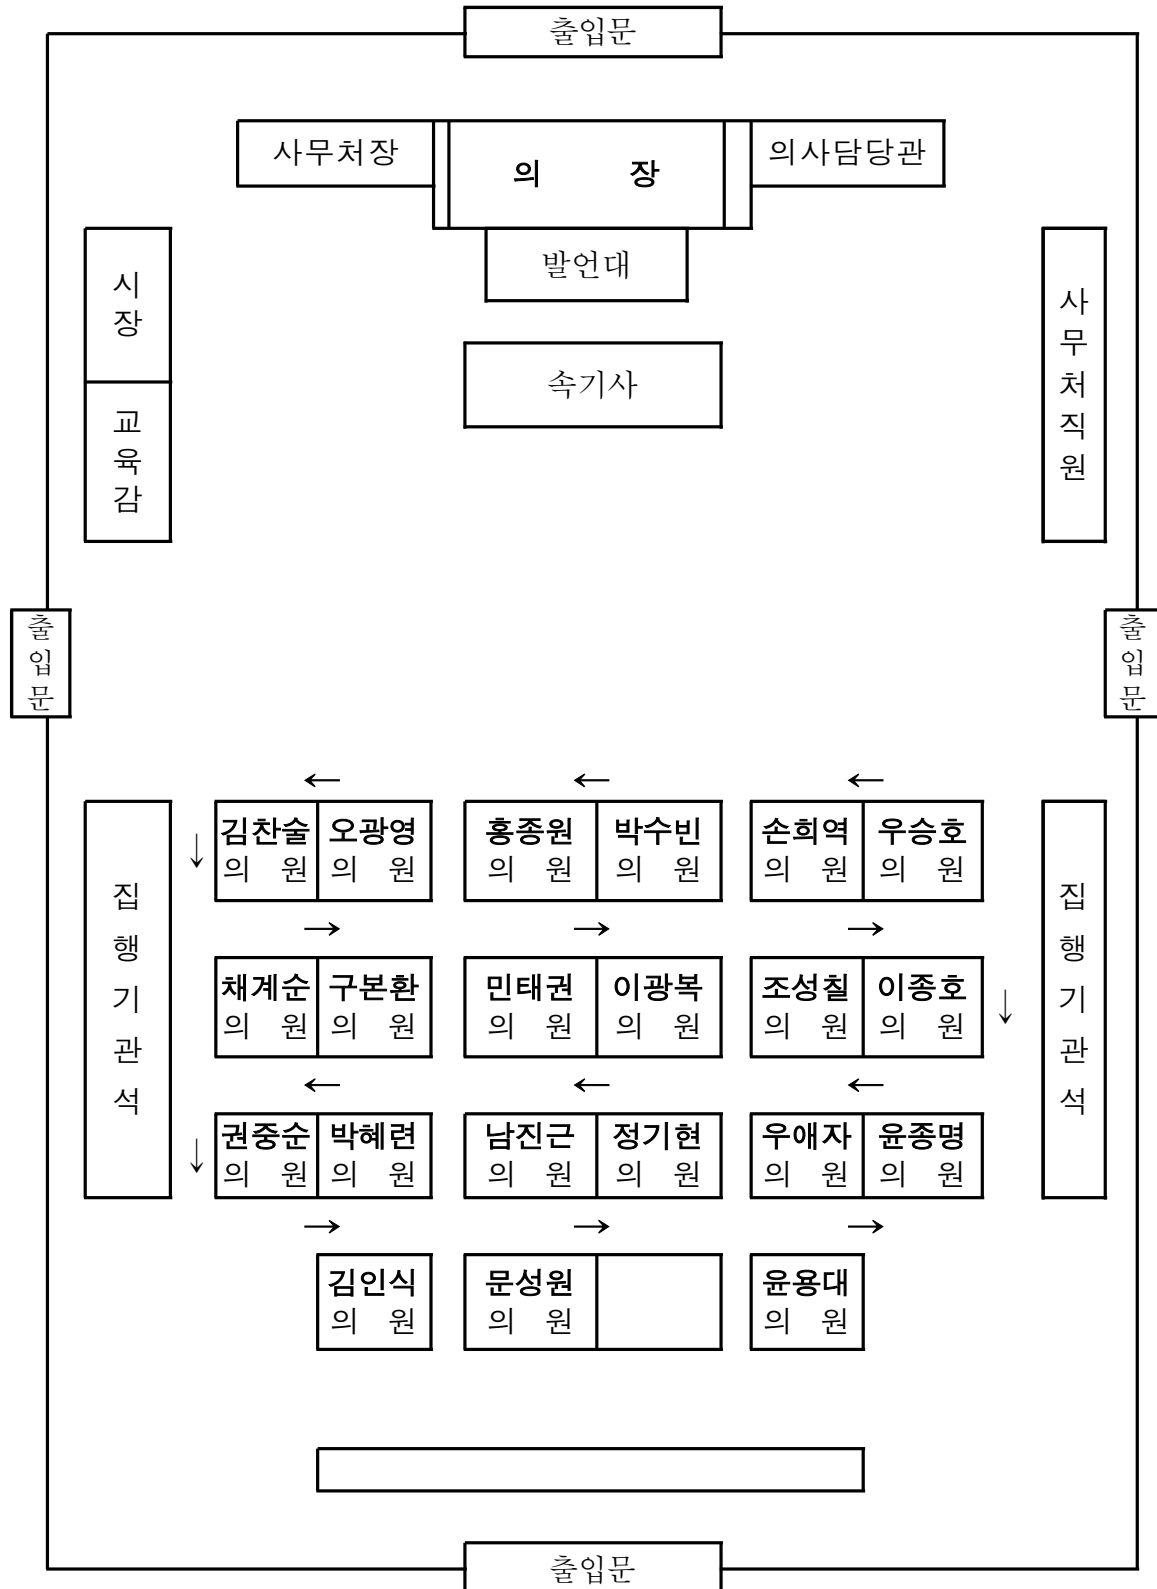 출입문
사무처장
의 장
의사담당관
발언대
속기사
시
장
교
육
감
사
무
처
직
원
출
입
문
출
입
문
← ← ←
↓
김찬술 오광영 홍종원 박수빈 손희역 우승호
의 원 의 원 의 원 의 원 의 원 의 원
→ → →
채계순 구본환 민태권 이광복 조성칠 이종호
의 원 의 원 의 원 의 원 의 원 의 원
↓
← ← ←
↓
권중순 박혜련 남진근 정기현 우애자 윤종명
의 원 의 원 의 원 의 원 의 원 의 원
→ → →
김인식 문성원 윤용대
의 원 의 원 의 원
집
행
기
관
석
집
행
기
관
석
출입문